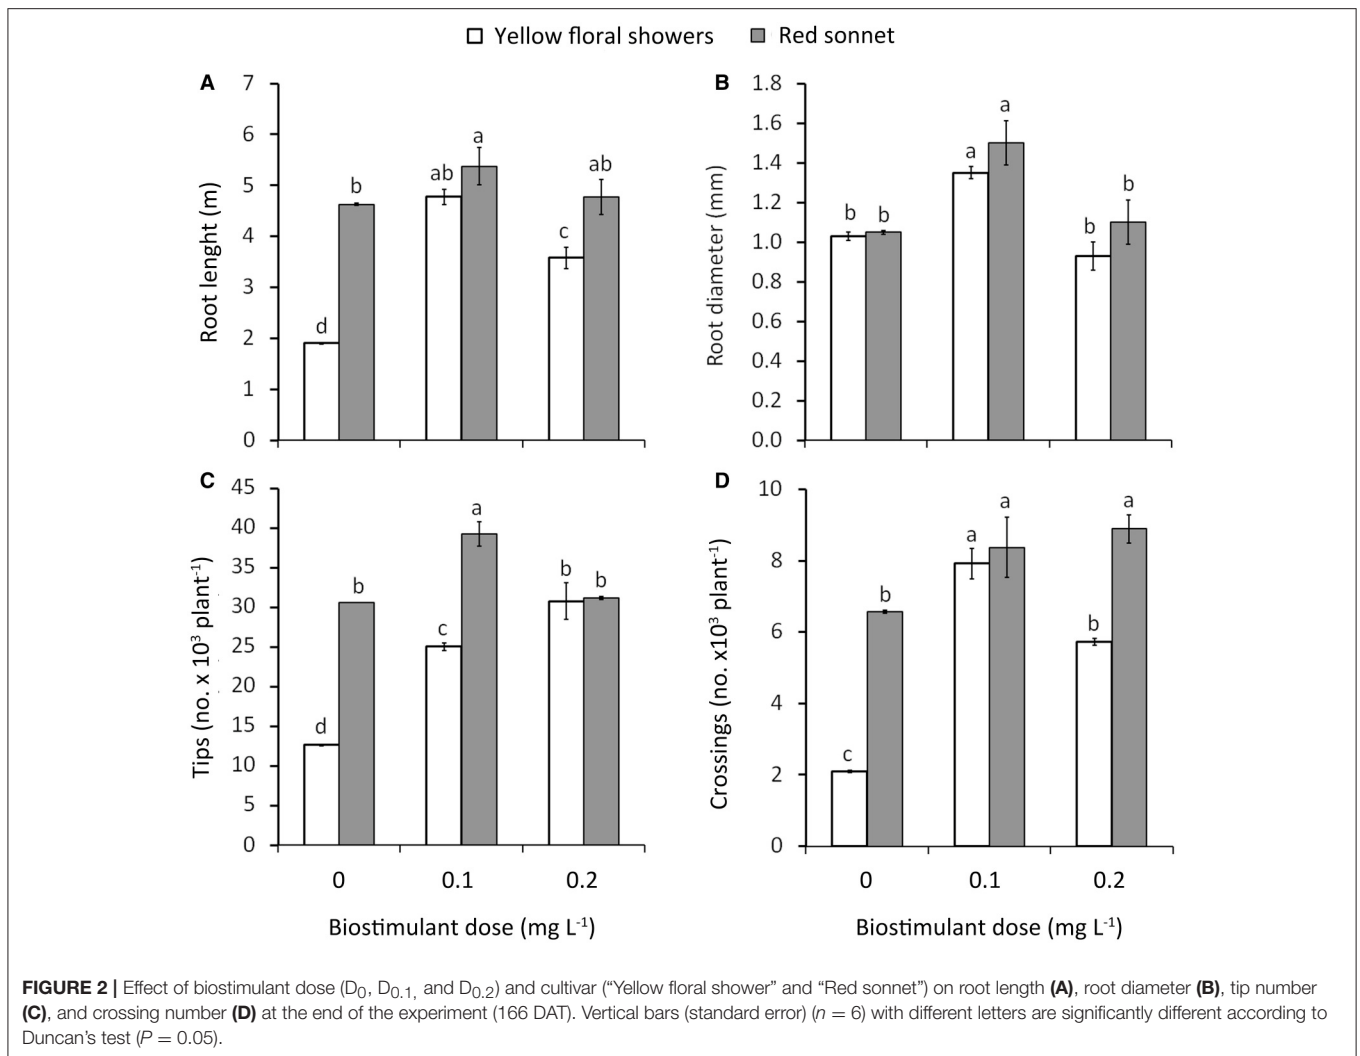 Yellow floral showers Red sonnet
A
7
6
5
4
3
2
1
0
Root lenght (m)
d
b
ab
a
c
ab
B
1.8
1.6
1.4
1.2
1.0
0.8
0.6
0.4
0.2
0.0
Root diameter (mm)
b
b
a
a
b
b
C
45
40
35
30
25
20
15
10
5
0
Tips (no. x 10³ plant⁻¹)
d
b
c
a
b
b
0 0.1 0.2
Biostimulant dose (mg L⁻¹)
D
10
8
6
4
2
0
Crossings (no. x10³ plant⁻¹)
c
b
a
a
b
a
0 0.1 0.2
Biostimulant dose (mg L⁻¹)
FIGURE 2 | Effect of biostimulant dose (D₀, D₀.₁, and D₀.₂) and cultivar (“Yellow floral shower” and “Red sonnet”) on root length (A), root diameter (B), tip number
(C), and crossing number (D) at the end of the experiment (166 DAT). Vertical bars (standard error) (n = 6) with different letters are significantly different according to
Duncan’s test (P = 0.05).